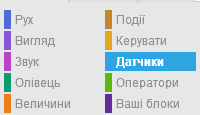 Рух Події
Вигляд Керувати
Звук Датчики
Олівець Оператори
Величини Ваші блоки